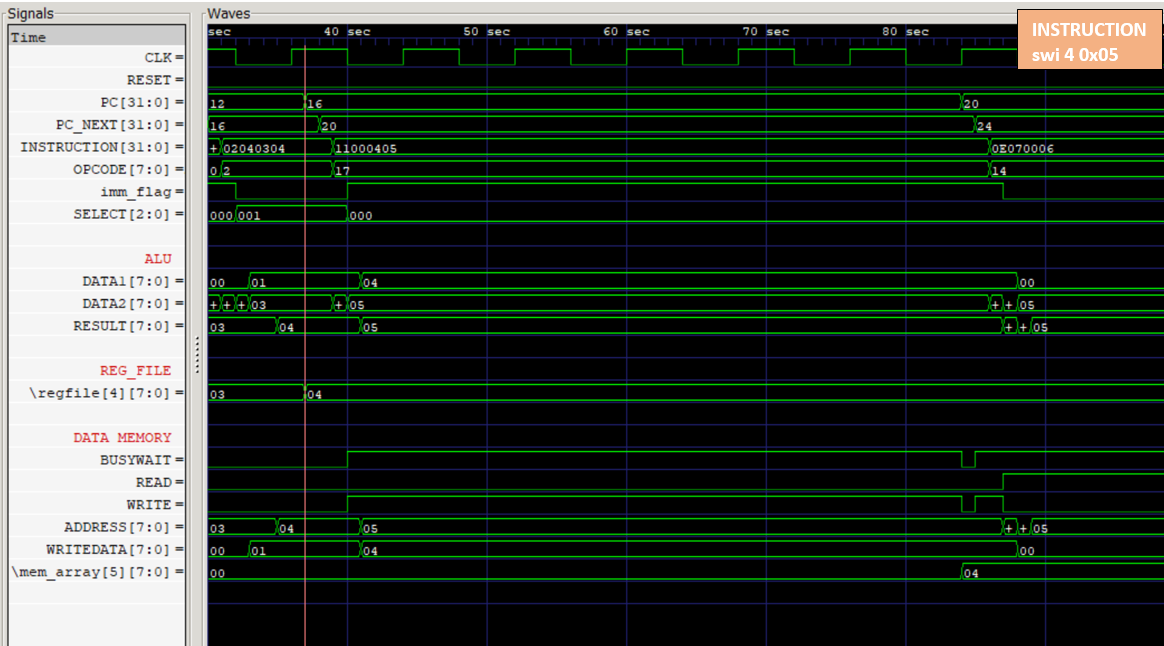 Signals
Waves
Time
sec 40 sec 50 sec 60 sec 70 sec 80 sec
INSTRUCTION
swi 4 0x05
CLK=
RESET=
PC[31:0]= 12 16 20
PC_NEXT[31:0]= 16 20 24
INSTRUCTION[31:0]= + 02040304 11000405 0E070006
OPCODE[7:0]= 0 2 17 14
imm_flag=
SELECT[2:0]= 000 001 000
ALU
DATA1[7:0]= 00 01 04 00
DATA2[7:0]= + + + 03 + 05 + + 05
RESULT[7:0]= 03 04 05 + + 05
REG_FILE
\regfile[4][7:0]= 03 04
DATA MEMORY
BUSYWAIT=
READ=
WRITE=
ADDRESS[7:0]= 03 04 05 + + 05
WRITEDATA[7:0]= 00 01 04 00
\mem_array[5][7:0]= 00 04